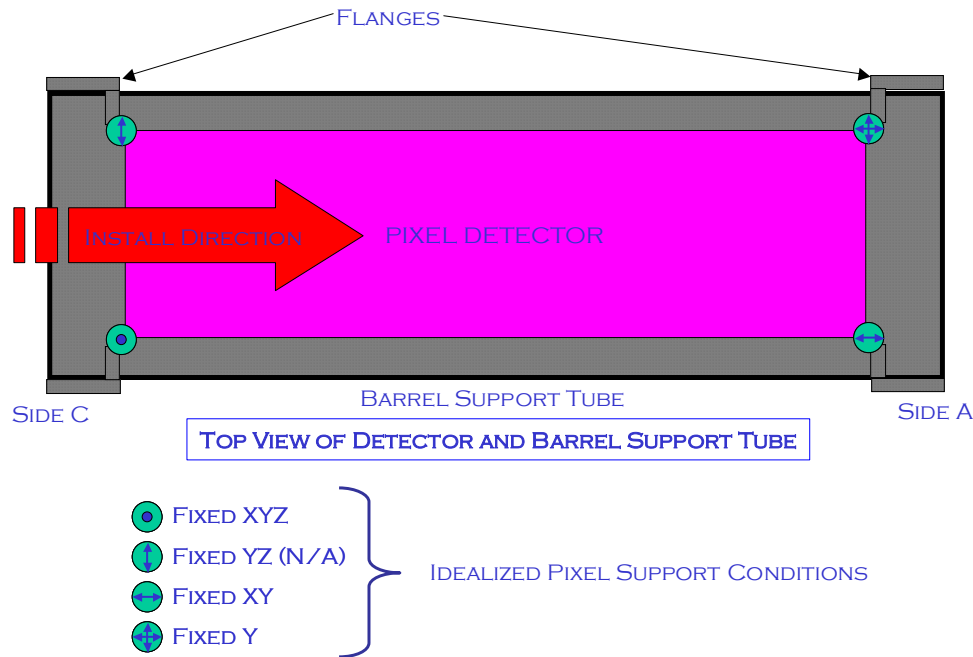 Flanges
Install Direction
PIXEL DETECTOR
Barrel Support Tube
Side C
Side A
Top View of Detector and Barrel Support Tube
Fixed XYZ
Fixed YZ (N/A)
Fixed XY
Fixed Y
Idealized Pixel Support Conditions